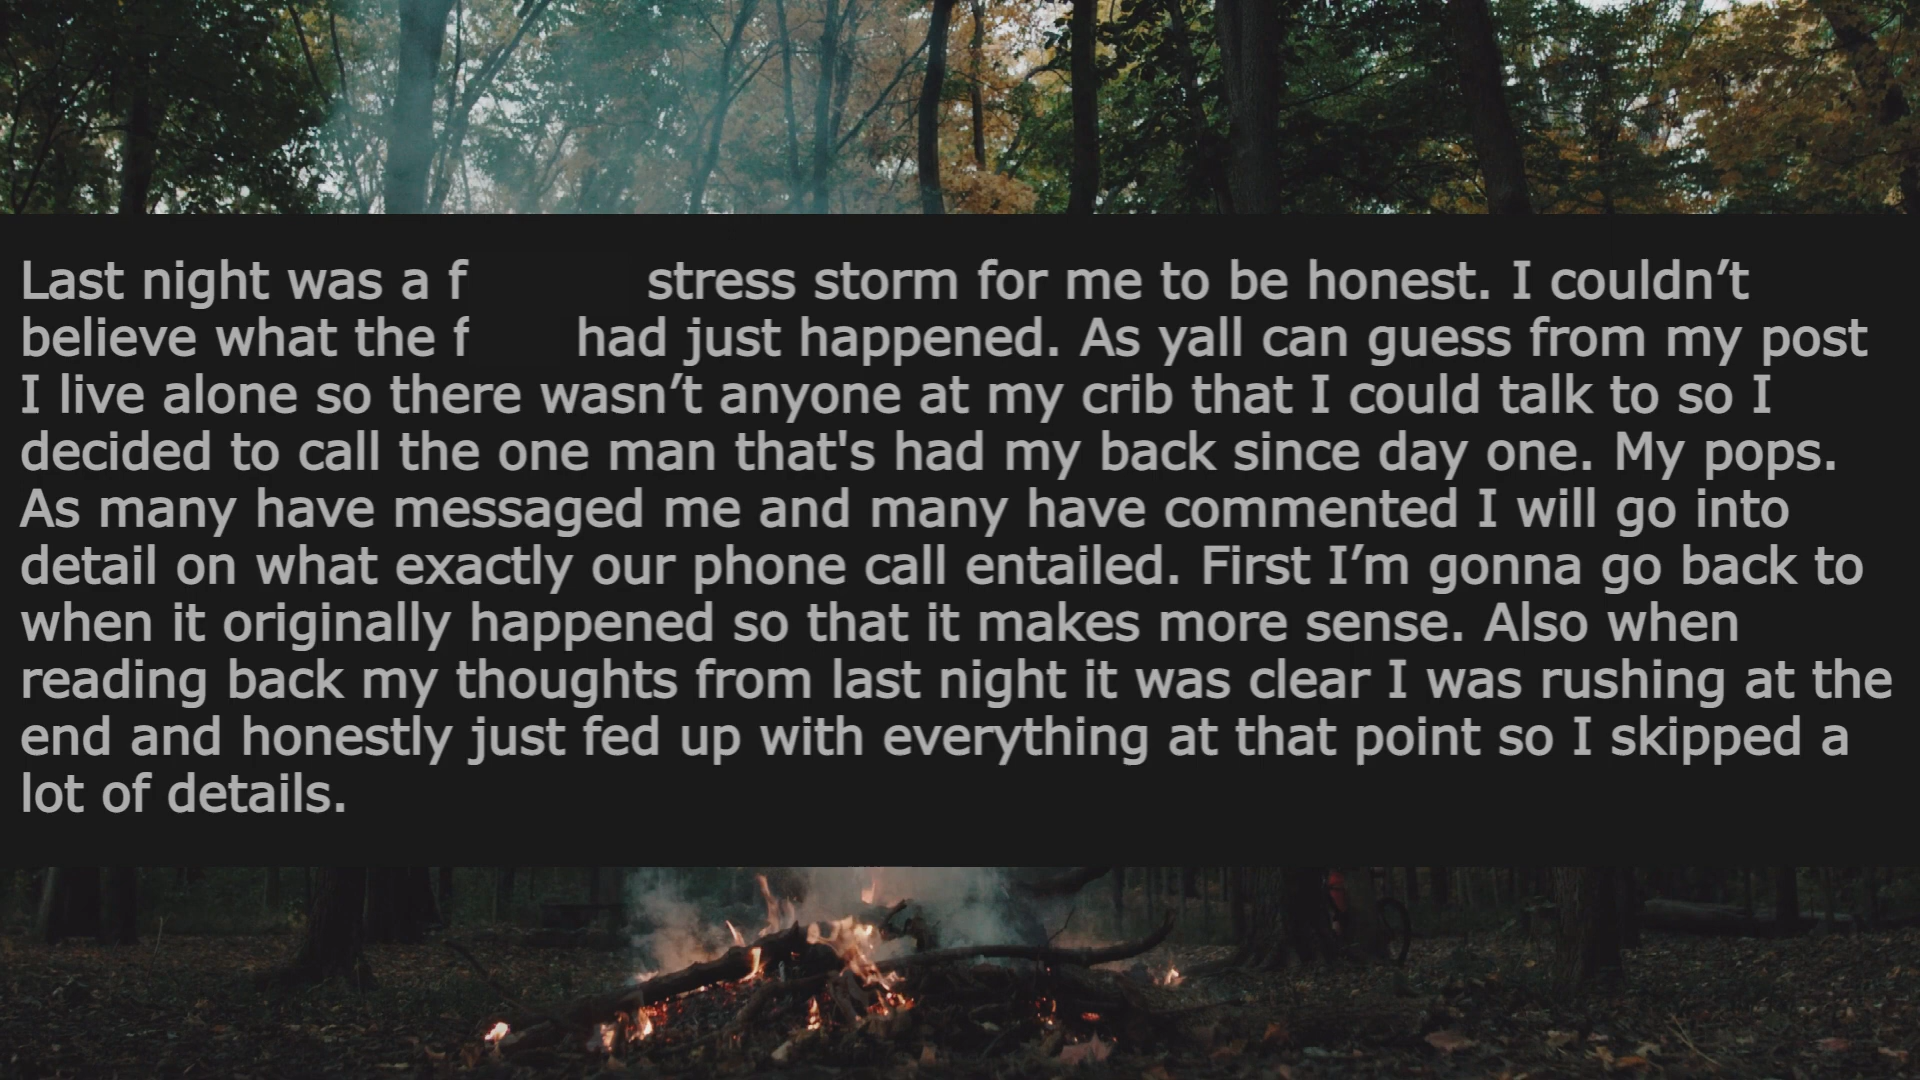 Last night was a f stress storm for me to be honest. I couldn’t
believe what the f had just happened. As yall can guess from my post
I live alone so there wasn’t anyone at my crib that I could talk to so I
decided to call the one man that's had my back since day one. My pops.
As many have messaged me and many have commented I will go into
detail on what exactly our phone call entailed. First I’m gonna go back to
when it originally happened so that it makes more sense. Also when
reading back my thoughts from last night it was clear I was rushing at the
end and honestly just fed up with everything at that point so I skipped a
lot of details.